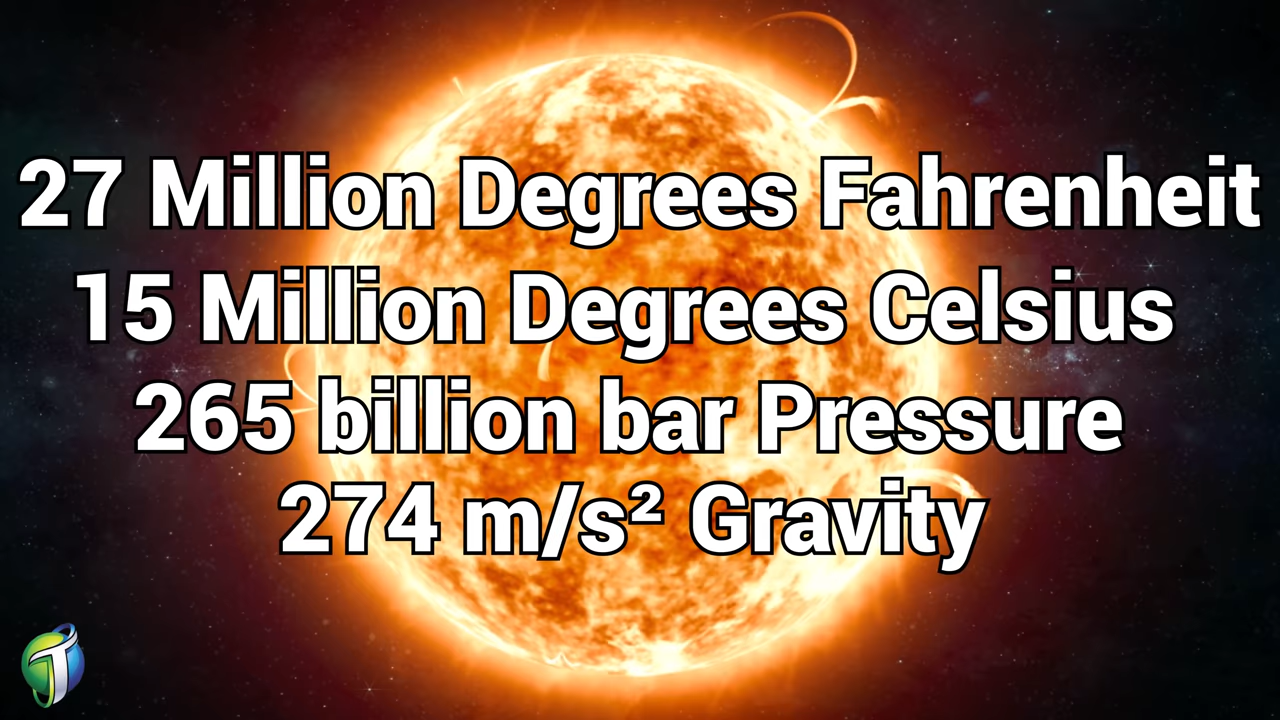 27 Million Degrees Fahrenheit
15 Million Degrees Celsius
265 billion bar Pressure
274 m/s² Gravity
T